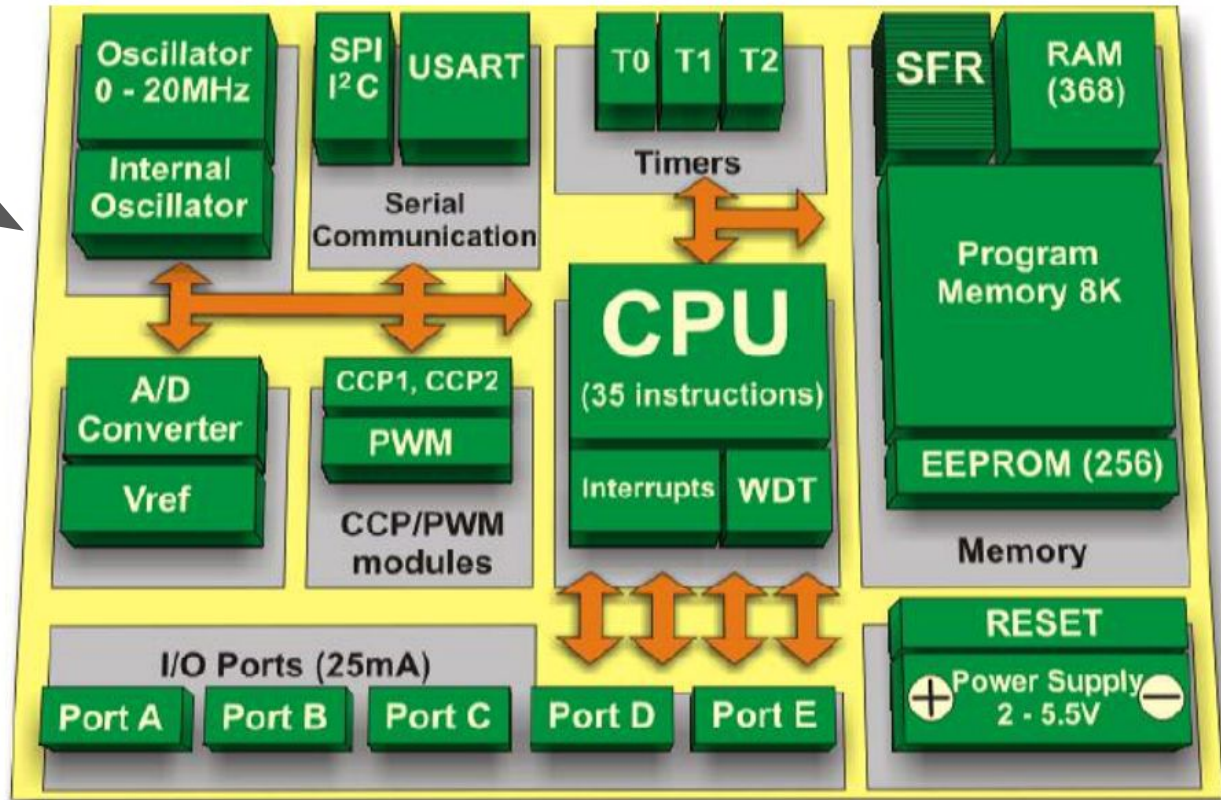 Oscillator
0 - 20MHz
Internal
Oscillator
SPI
I²C
USART
Serial
Communication
T0
T1
T2
Timers
SFR
RAM
(368)
Program
Memory 8K
EEPROM (256)
Memory
CPU
(35 instructions)
Interrupts
WDT
A/D
Converter
Vref
CCP1, CCP2
PWM
CCP/PWM
modules
I/O Ports (25mA)
Port A
Port B
Port C
Port D
Port E
RESET
+
Power Supply
2 - 5.5V
−